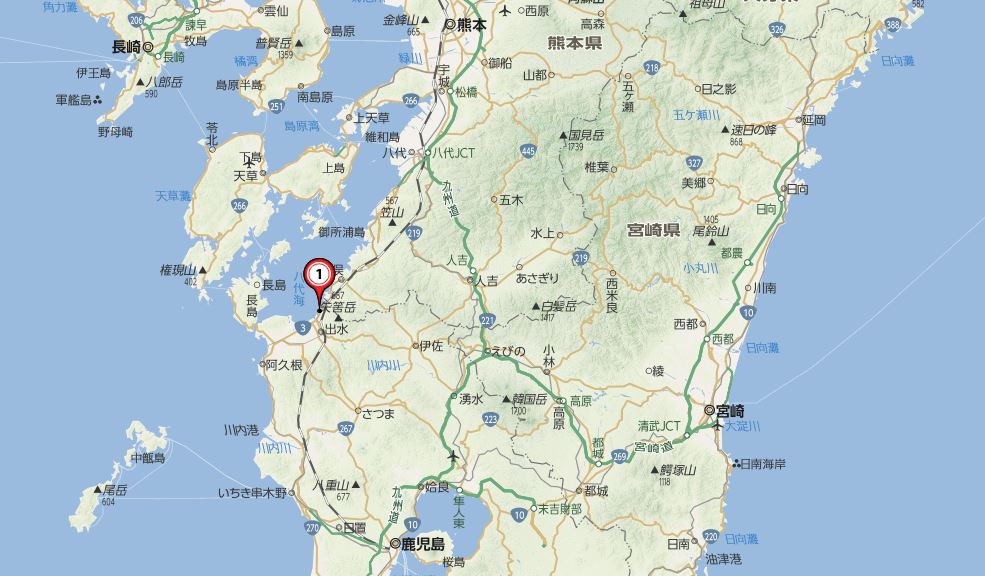 角力灘
206
諫早
雲仙
金峰山
665
熊本
西原
高森
祖母山
326
388
582
長崎
牧島
長崎
普賢岳
1359
島原
緑川
熊本県
日向灘
伊王島
八郎岳
590
橘湾
島原半島
宇城
御船
山都
218
五ヶ瀬
日之影
軍艦島
251
南島原
266
松橋
五ヶ瀬川
野母崎
島原湾
上天草
維和島
国見岳
1739
速日の峰
868
延岡
苓北
下島
天草
上島
八代
八代JCT
445
椎葉
327
美郷
日向
日向
天草灘
266
567
笠山
九州道
五木
1405
尾鈴山
御所浦島
219
水上
219
宮崎県
都農
権現山
402
人吉
人吉
あさぎり
小丸川
長島
長島
八代海
1
俣
687
矢筈岳
西米良
川南
3
出水
白髪岳
1417
221
10
西都
西都
日向灘
阿久根
川内川
伊佐
えびの
小林
綾
湧水
韓国岳
1700
高原
高原
宮崎
さつま
223
大淀川
川内港
267
清武JCT
川内川
都城
269
宮崎道
中甑島
日南海岸
鰐塚山
1118
尾岳
604
いちき串木野
八重山
677
九州道
姶良
隼人東
都城
末吉財部
10
270
日置
10
220
日向灘
鹿児島
桜島
日南
油津港